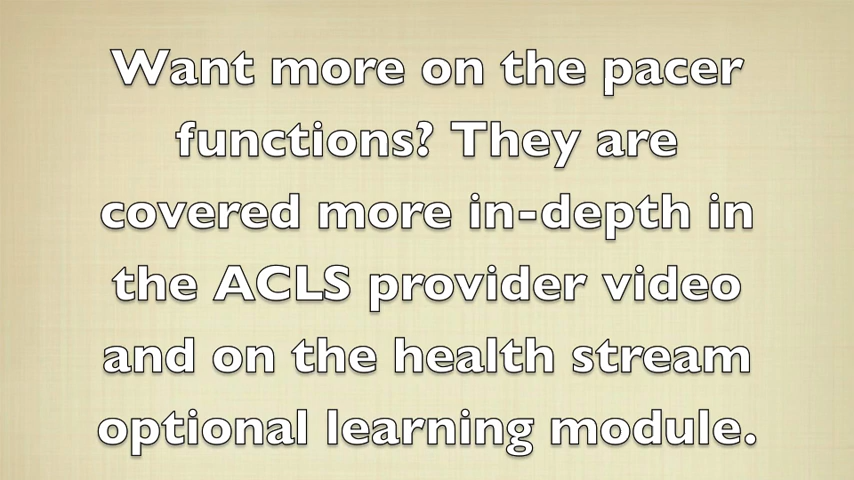 Want more on the pacer
functions? They are
covered more in-depth in
the ACLS provider video
and on the health stream
optional learning module.